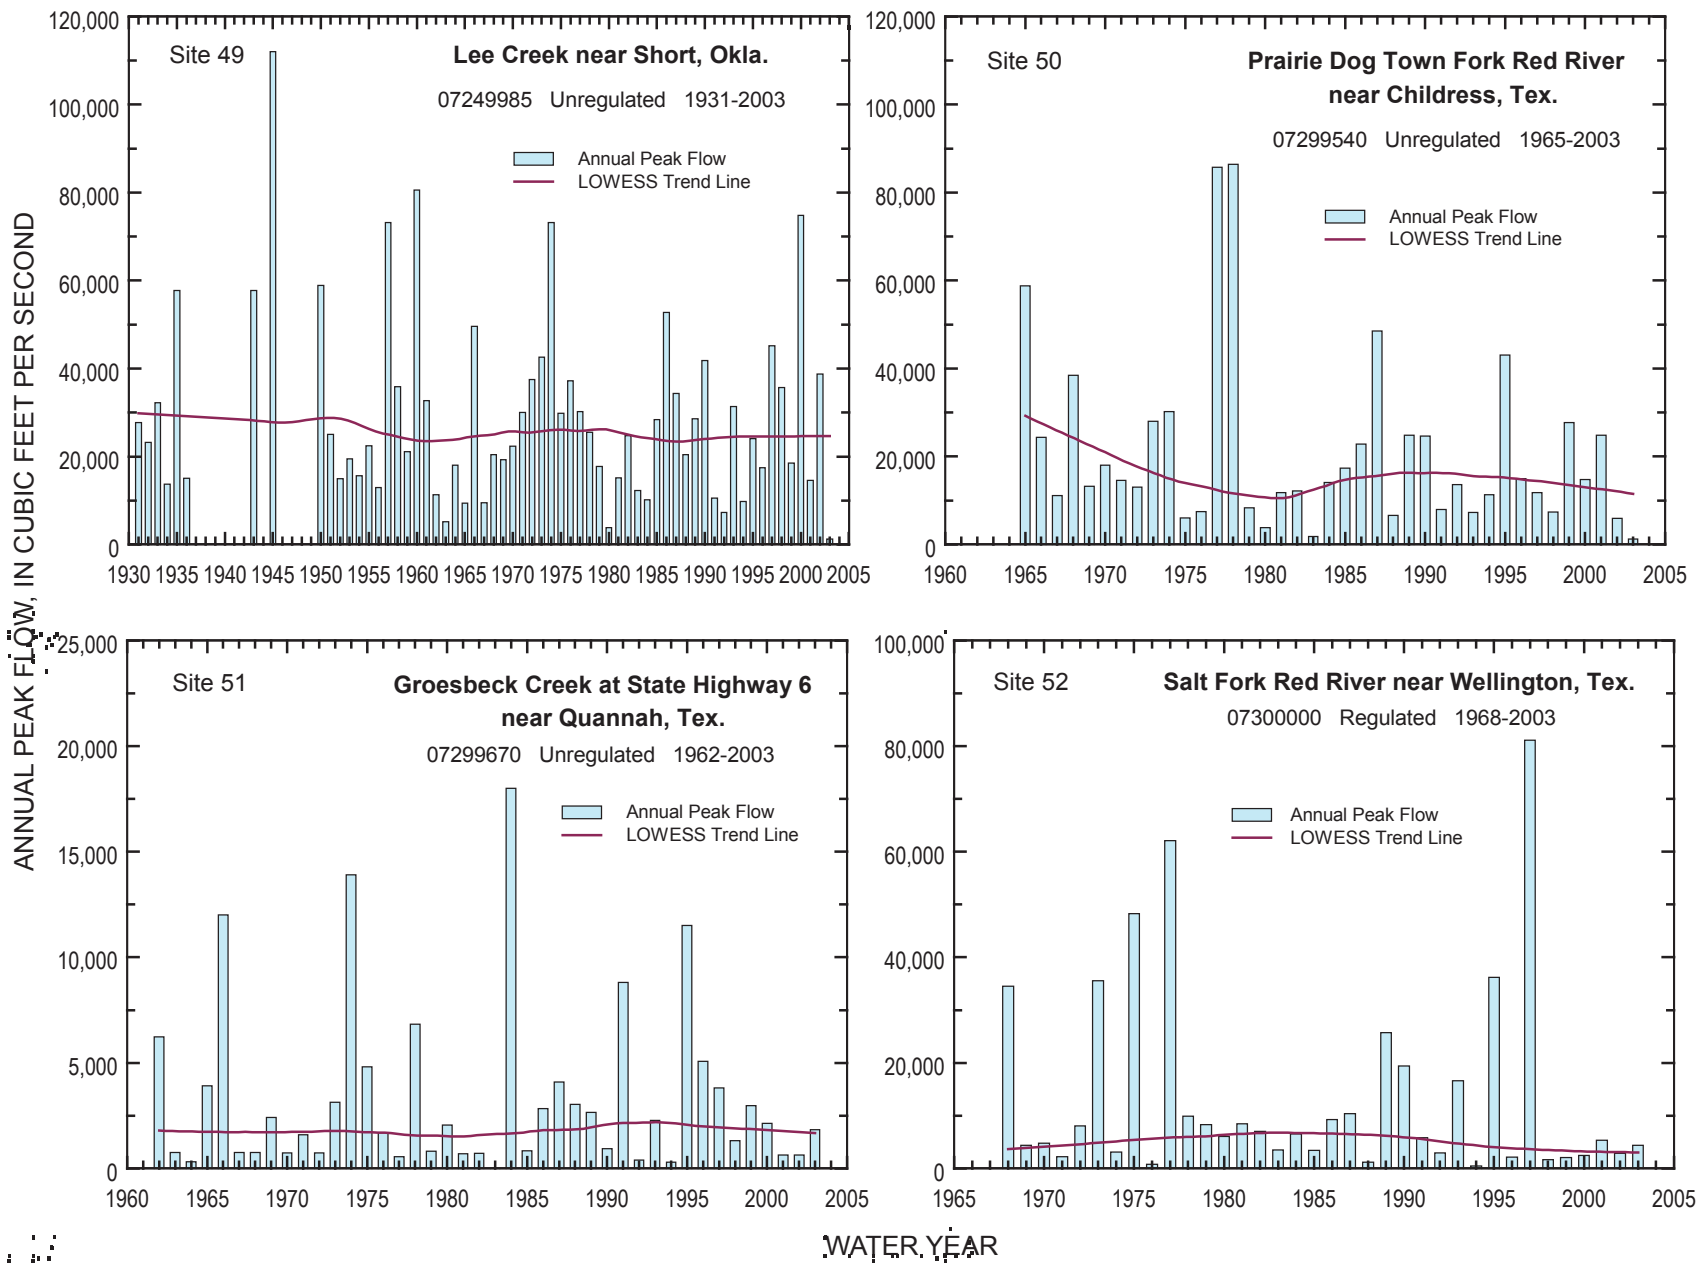 ANNUAL PEAK FLOW, IN CUBIC FEET PER SECOND
120,000
100,000
80,000
60,000
40,000
20,000
0
Site 49
Lee Creek near Short, Okla.
07249985 Unregulated 1931-2003
Annual Peak Flow
LOWESS Trend Line
1930 1935 1940 1945 1950 1955 1960 1965 1970 1975 1980 1985 1990 1995 2000 2005
120,000
100,000
80,000
60,000
40,000
20,000
0
Site 50
Prairie Dog Town Fork Red River
near Childress, Tex.
07299540 Unregulated 1965-2003
Annual Peak Flow
LOWESS Trend Line
1960 1965 1970 1975 1980 1985 1990 1995 2000 2005
25,000
20,000
15,000
10,000
5,000
0
Site 51
Groesbeck Creek at State Highway 6
near Quannah, Tex.
07299670 Unregulated 1962-2003
Annual Peak Flow
LOWESS Trend Line
1960 1965 1970 1975 1980 1985 1990 1995 2000 2005
100,000
80,000
60,000
40,000
20,000
0
Site 52
Salt Fork Red River near Wellington, Tex.
07300000 Regulated 1968-2003
Annual Peak Flow
LOWESS Trend Line
1965 1970 1975 1980 1985 1990 1995 2000 2005
WATER YEAR